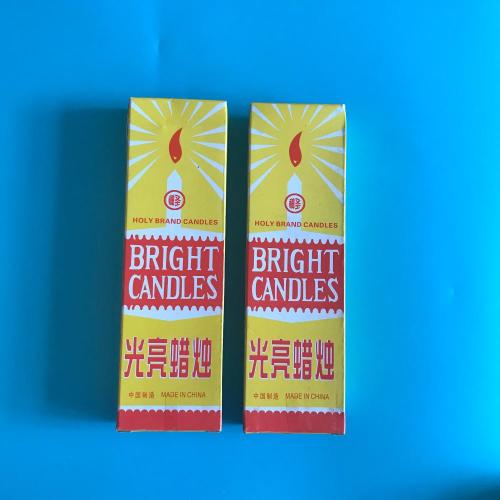 HOLY BRAND CANDLES
BRIGHT
CANDLES
光亮蜡烛
中国制造 MADE IN CHINA
HOLY BRAND CANDLES
BRIGHT
CANDLES
光亮蜡烛
中国制造 MADE IN CHINA